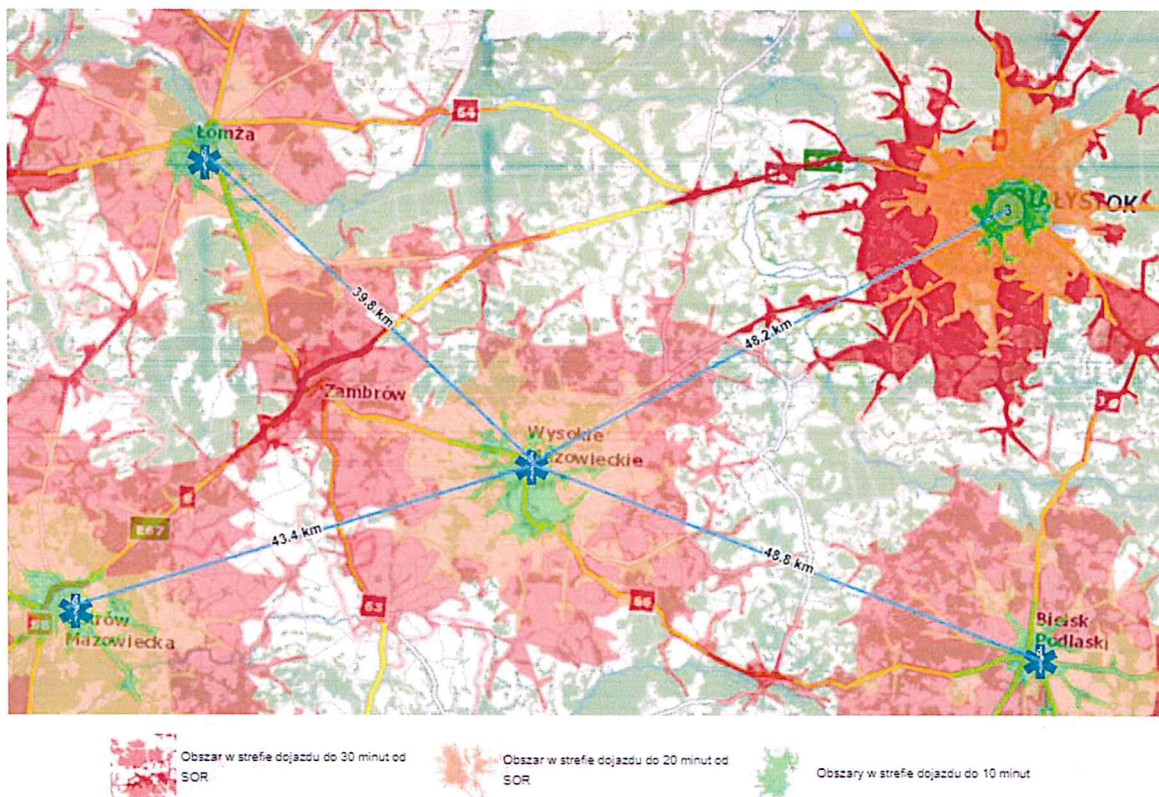 64
Łomża
BIAŁYSTOK
3
39.8 km
48.2 km
Zambrów
Wysokie
Mazowieckie
E67
43.4 km
48.8 km
63
66
Mazowiecka
Bielsk
Podlaski
Obszar w strefie dojazdu do 30 minut od
SOR
Obszar w strefie dojazdu do 20 minut od
SOR
Obszary w strefie dojazdu do 10 minut